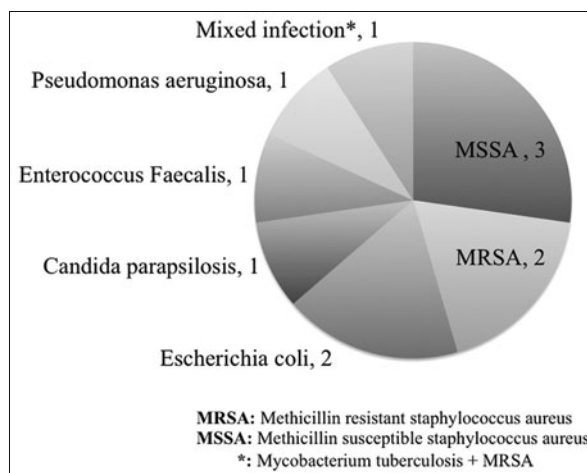 Mixed infection*, 1
Pseudomonas aeruginosa, 1
MSSA , 3
Enterococcus Faecalis, 1
MRSA, 2
Candida parapsilosis, 1
Escherichia coli, 2
MRSA: Methicillin resistant staphylococcus aureus
MSSA: Methicillin susceptible staphylococcus aureus
*: Mycobacterium tuberculosis + MRSA